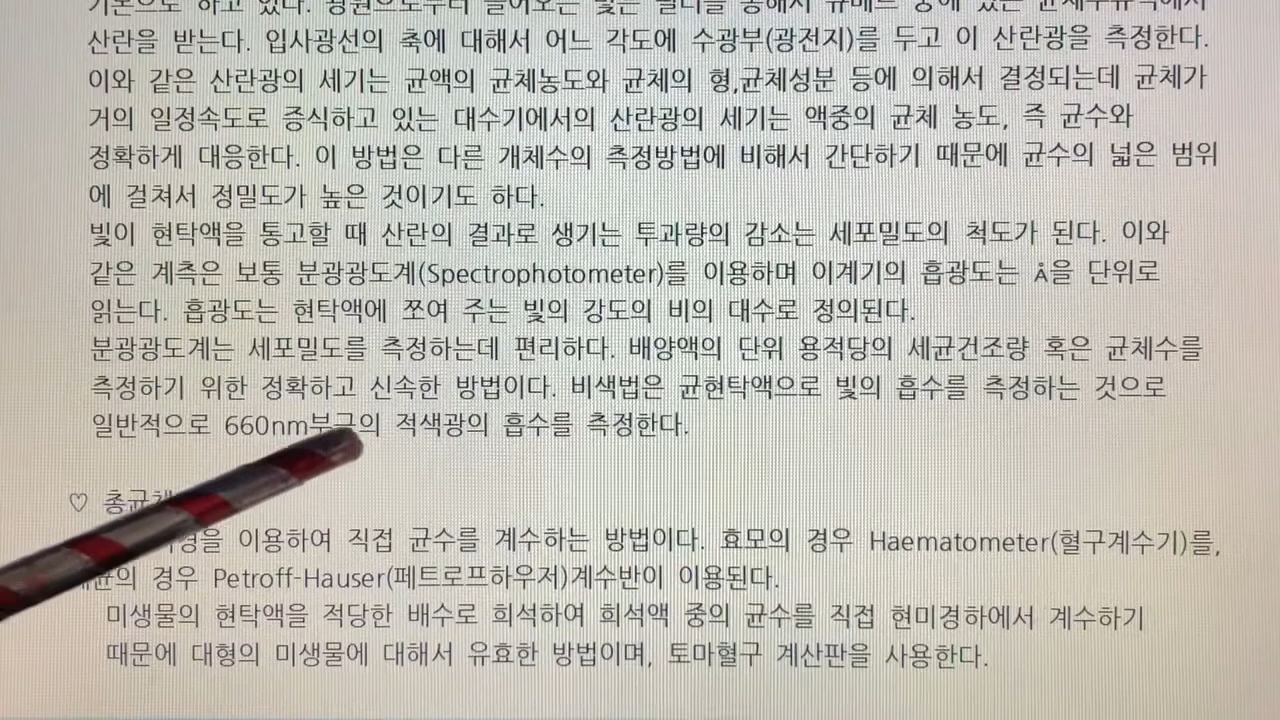 산란을 받는다. 입사광선의 축에 대해서 어느 각도에 수광부(광전지)를 두고 이 산란광을 측정한다.
이와 같은 산란광의 세기는 균액의 균체농도와 균체의 형,균체성분 등에 의해서 결정되는데 균체가
거의 일정속도로 증식하고 있는 대수기에서의 산란광의 세기는 액중의 균체 농도, 즉 균수와
정확하게 대응한다. 이 방법은 다른 개체수의 측정방법에 비해서 간단하기 때문에 균수의 넓은 범위
에 걸쳐서 정밀도가 높은 것이기도 하다.
빛이 현탁액을 통고할 때 산란의 결과로 생기는 투과량의 감소는 세포밀도의 척도가 된다. 이와
같은 계측은 보통 분광광도계(Spectrophotometer)를 이용하며 이계기의 흡광도는 Å을 단위로
읽는다. 흡광도는 현탁액에 쪼여 주는 빛의 강도의 비의 대수로 정의된다.
분광광도계는 세포밀도를 측정하는데 편리하다. 배양액의 단위 용적당의 세균건조량 혹은 균체수를
측정하기 위한 정확하고 신속한 방법이다. 비색법은 균현탁액으로 빛의 흡수를 측정하는 것으로
일반적으로 660nm부근의 적색광의 흡수를 측정한다.
♡ 총균체
이용하여 직접 균수를 계수하는 방법이다. 효모의 경우 Haematometer(혈구계수기)를,
경우 Petroff-Hauser(페트로프하우저)계수반이 이용된다.
미생물의 현탁액을 적당한 배수로 희석하여 희석액 중의 균수를 직접 현미경하에서 계수하기
때문에 대형의 미생물에 대해서 유효한 방법이며, 토마혈구 계산판을 사용한다.